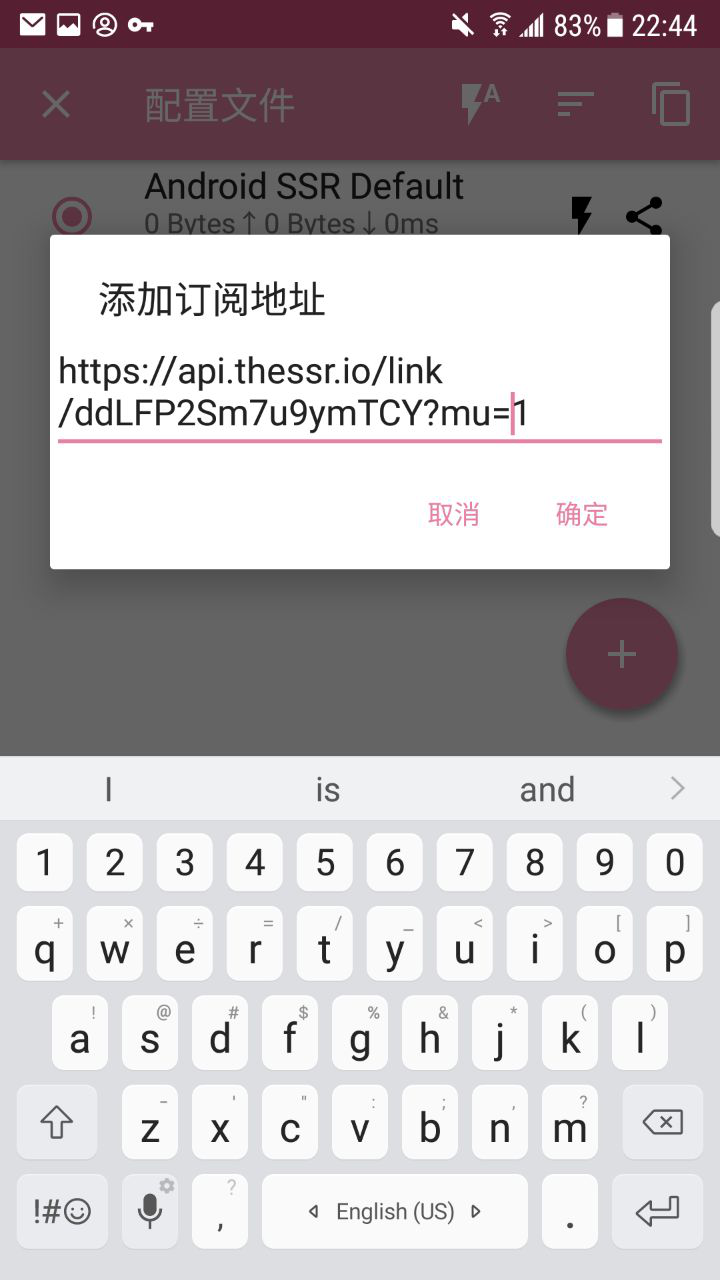 83% 22:44
配置文件 A
Android SSR Default
0 Bytes↑0 Bytes↓0ms
添加订阅地址
https://api.thessr.io/link
/ddLFP2Sm7u9ymTCY?mu=1
取消 确定
+
I is and
1 2 3 4 5 6 7 8 9 0
+ × ÷ = / _ < > [ ]
q w e r t y u i o p
! @ # $ % & * ( )
a s d f g h j k l
- ' " : ; , ?
z x c v b n m
!#☺ , ? English (US) .